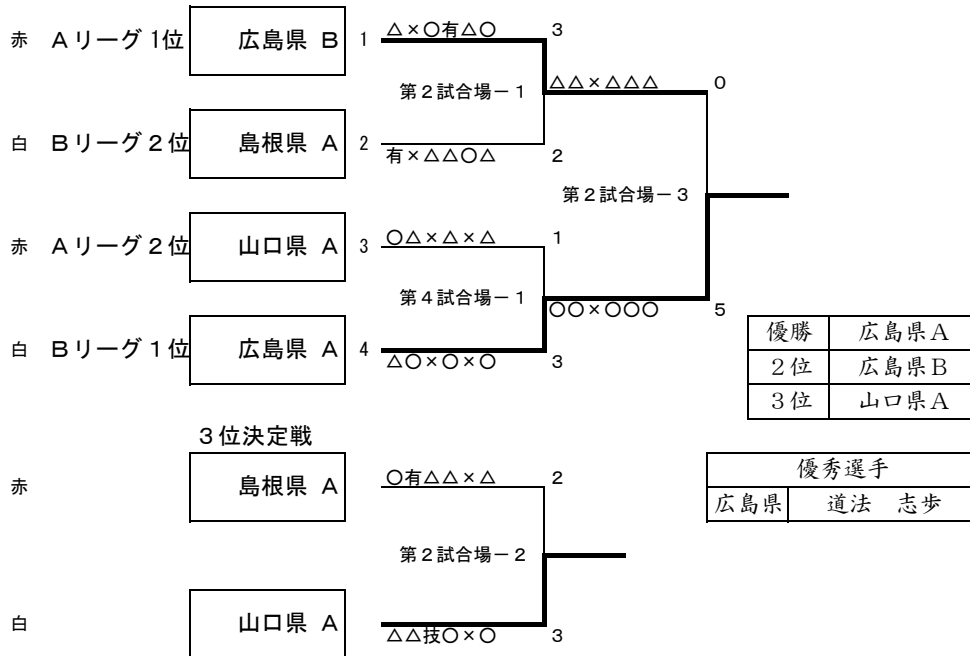 赤 Aリーグ1位 広島県 B 1 △×○有△○ 3
第2試合場－1 △△×△△△ 0
白 Bリーグ2位 島根県 A 2 有×△△○△ 2
第2試合場－3
赤 Aリーグ2位 山口県 A 3 ○△×△×△ 1
第4試合場－1 ○○×○○○ 5
白 Bリーグ1位 広島県 A 4 △○×○×○ 3
優勝 広島県A
2位 広島県B
3位 山口県A
3位決定戦
赤 島根県 A ○有△△×△ 2
第2試合場－2
白 山口県 A △△技○×○ 3
優秀選手
広島県 道法 志歩